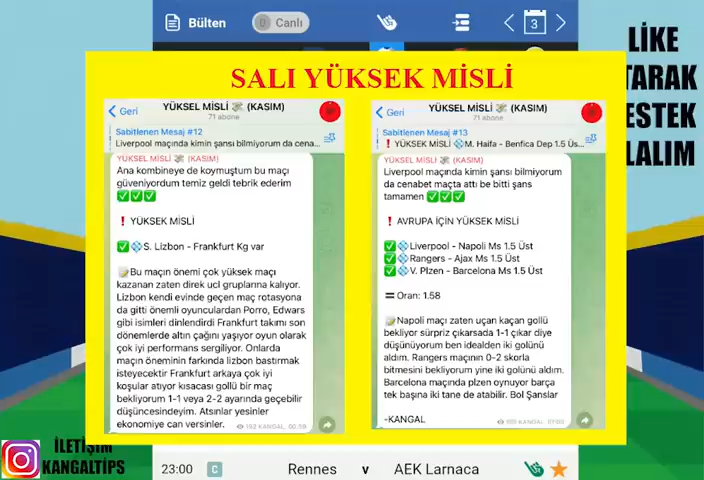 Bülten
Canlı
3
LİKE
TARAK
ESTEK
LALIM
SALI YÜKSEK MİSLİ
Geri
YÜKSEL MİSLİ (KASIM)
71 abone
Sabitlenen Mesaj #12
Liverpool maçında kimin şansı bilmiyorum da cena...
YÜKSEL MİSLİ (KASIM)
Ana kombineye de koymuştum bu maçı
güveniyordum temiz geldi tebrik ederim
✅✅✅
❗ YÜKSEK MİSLİ
✅💠S. Lizbon - Frankfurt Kg var
📝Bu maçın önemi çok yüksek maçı
kazanan zaten direk ucl gruplarına kalıyor.
Lizbon kendi evinde geçen maç rotasyona
da gitti önemli oyunculardan Porro, Edwars
gibi isimleri dinlendirdi Frankfurt takımı son
dönemlerde altın çağını yaşıyor oyun olarak
çok iyi performans sergiliyor. Onlarda
maçın öneminin farkında lizbon bastırmak
isteyecektir Frankfurt arkaya çok iyi
koşular atıyor kısacası gollü bir maç
bekliyorum 1-1 veya 2-2 ayarında geçebilir
düşüncesindeyim. Atsınlar yesinler
ekonomiye can versinler.
KANGAL,
Geri
YÜKSEL MİSLİ (KASIM)
71 abone
Sabitlenen Mesaj #13
❗ YÜKSEK MİSLİ 💠M. Haifa - Benfica Dep 1.5 Üs...
YÜKSEL MİSLİ (KASIM)
Liverpool maçında kimin şansı bilmiyorum
da cenabet maçta attı be bitti şans
tamamen ✅✅✅
❗ AVRUPA İÇİN YÜKSEK MİSLİ
✅💠Liverpool - Napoli Ms 1.5 Üst
✅💠Rangers - Ajax Ms 1.5 Üst
✅💠V. Plzen - Barcelona Ms 1.5 Üst
🟰 Oran: 1.58
📝Napoli maçı zaten uçan kaçan gollü
bekliyor sürpriz çıkarsada 1-1 çıkar diye
düşünüyorum ben idealden iki golünü
aldım. Rangers maçının 0-2 skorla
bitmesini bekliyorum yine iki golünü aldım.
Barcelona maçında plzen oynuyor barça
tek başına iki tane de atabilir. Bol Şanslar
-KANGAL
KANGAL,
İLETİŞİM
KANGALTİPS
23:00
C
Rennes v AEK Larnaca